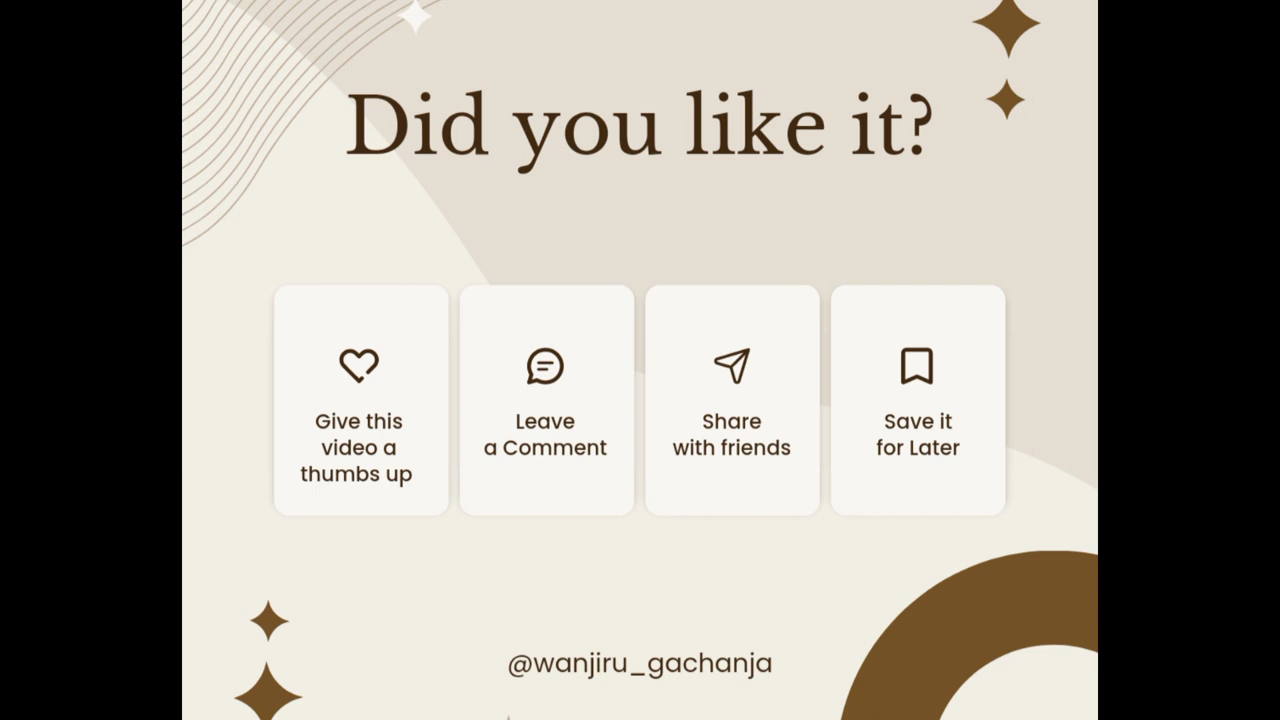 Did you like it?
Give this
video a
thumbs up
Leave
a Comment
Share
with friends
Save it
for Later
@wanjiru_gachanja